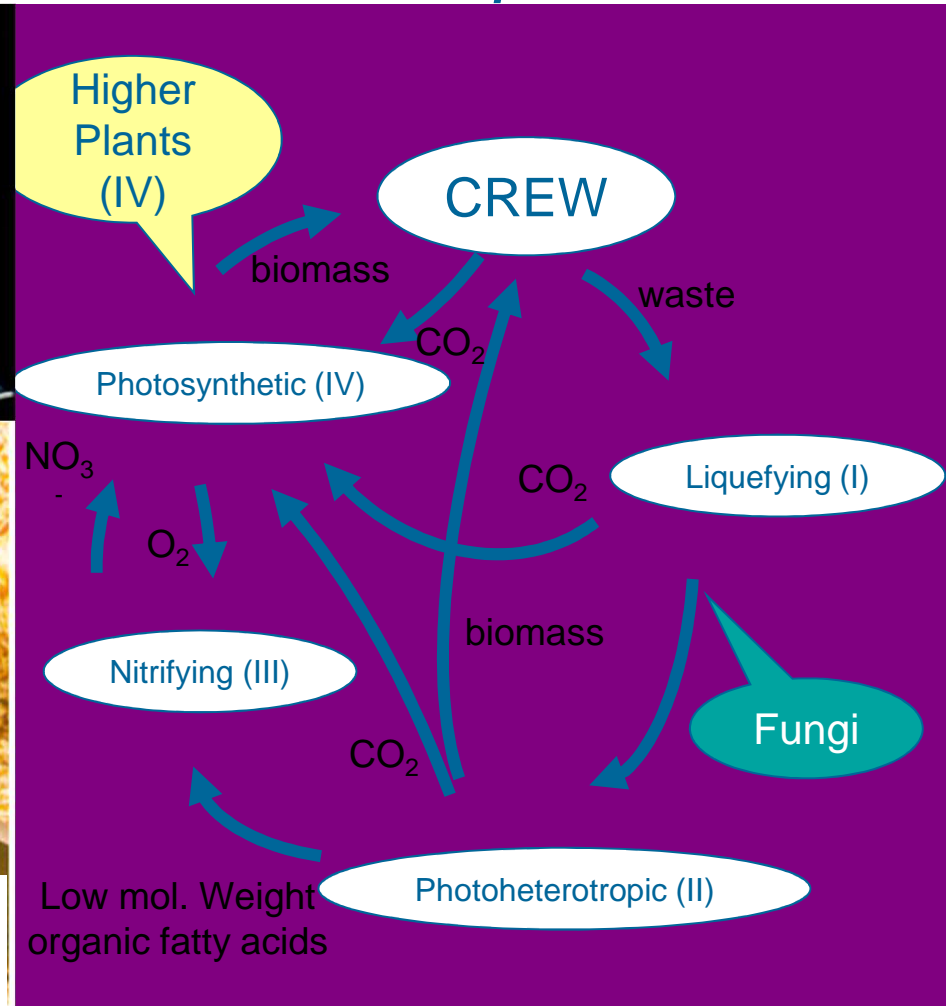 Higher
Plants
(IV)
CREW
biomass
waste
CO₂
Photosynthetic (IV)
NO₃
-
CO₂
Liquefying (I)
O₂
biomass
Nitrifying (III)
Fungi
CO₂
Photoheterotropic (II)
Low mol. Weight
organic fatty acids